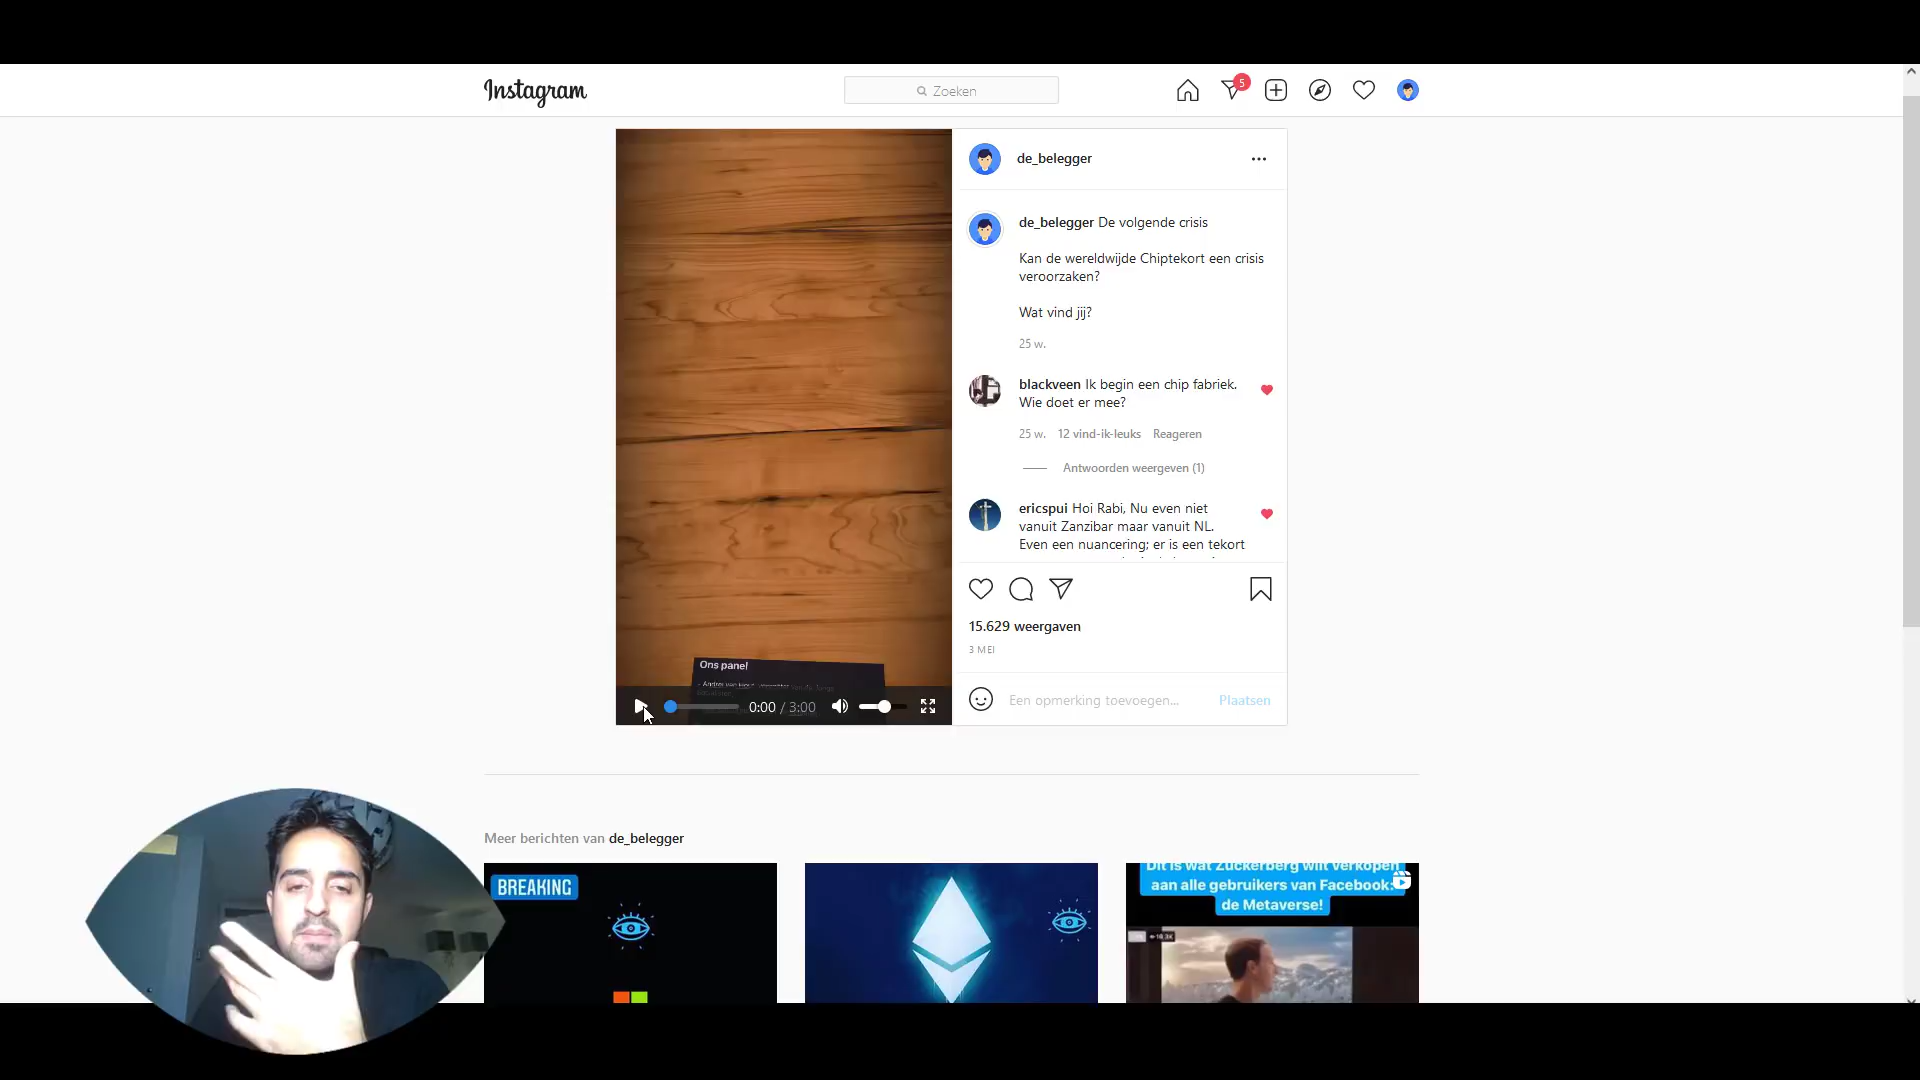 Instagram
Zoeken
5
de_belegger
de_belegger De volgende crisis
Kan de wereldwijde Chiptekort een crisis
veroorzaken?
Wat vind jij?
25 w.
blackveen Ik begin een chip fabriek.
Wie doet er mee?
25 w. 12 vind-ik-leuks Reageren
Antwoorden weergeven (1)
ericspui Hoi Rabi, Nu even niet
vanuit Zanzibar maar vanuit NL.
Even een nuancering; er is een tekort
15.629 weergaven
3 MEI
Een opmerking toevoegen... Plaatsen
Ons panel
0:00 / 3:00
Meer berichten van de_belegger
BREAKING
Dit is wat Zuckerberg wilt verkopen
aan alle gebruikers van Facebook:
de Metaverse!